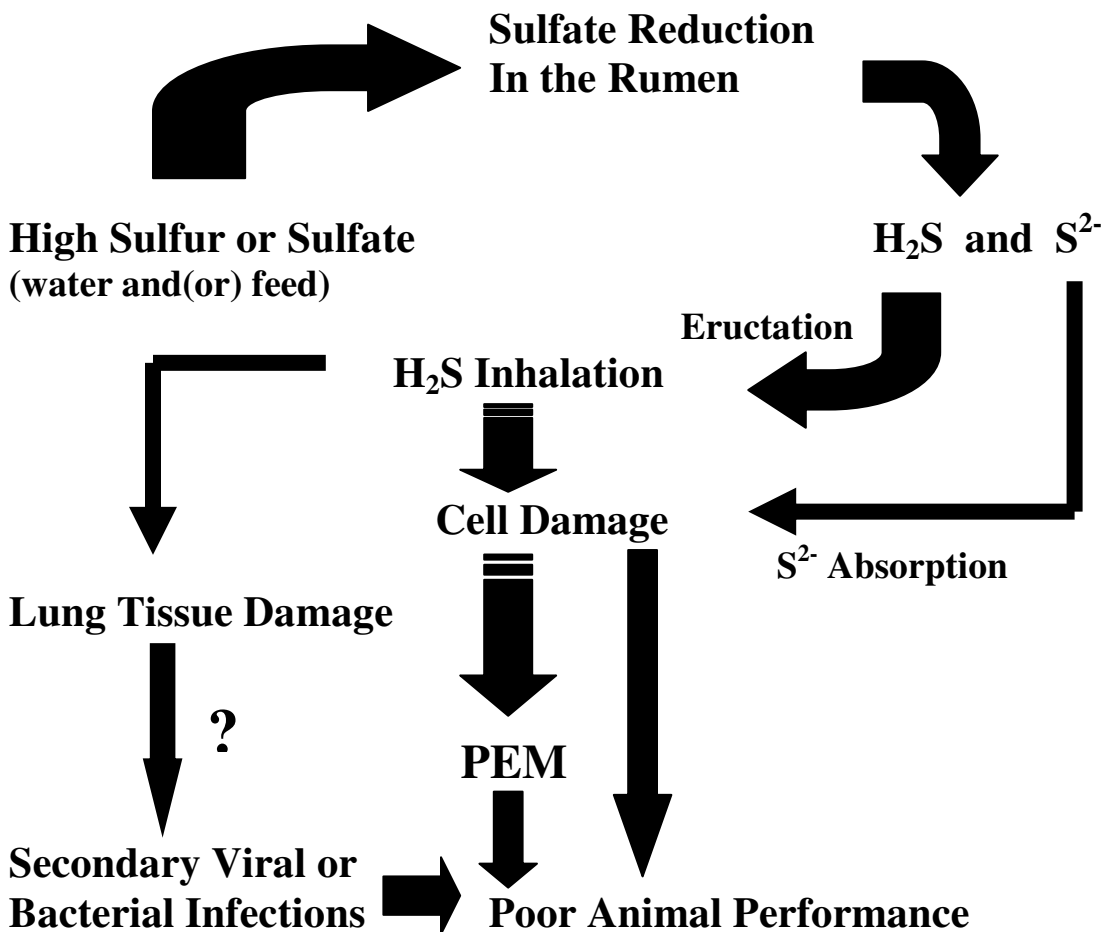 Sulfate Reduction
In the Rumen
High Sulfur or Sulfate
(water and(or) feed)
H₂S and S²⁻
Eructation
H₂S Inhalation
Cell Damage
S²⁻ Absorption
Lung Tissue Damage
?
PEM
Secondary Viral or
Bacterial Infections
Poor Animal Performance